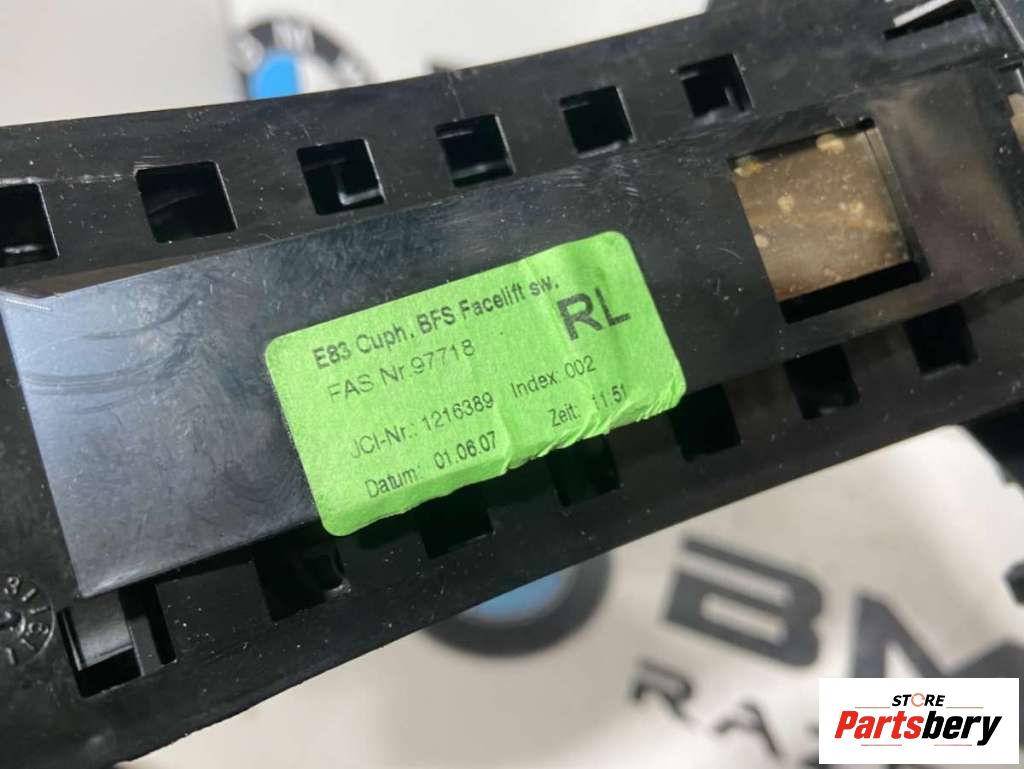 E83 Cuph. BFS Facelift sw.
FAS Nr.97718
RL
JCI-Nr.: 1216389 Index: 002
Datum: 01.06.07 Zeit: 11:51
STORE
Partsbery